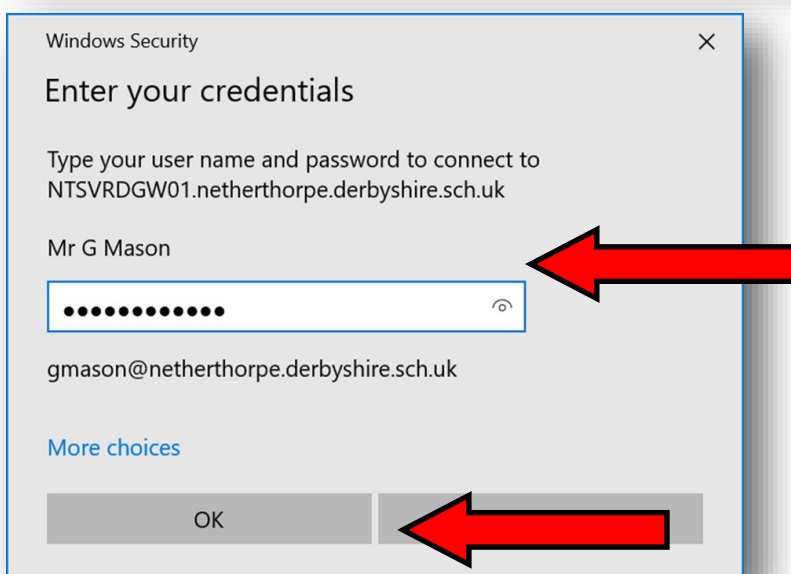 Windows Security
Enter your credentials
Type your user name and password to connect to
NTSVRDGW01.netherthorpe.derbyshire.sch.uk
Mr G Mason
●●●●●●●●●●●●
gmason@netherthorpe.derbyshire.sch.uk
More choices
OK